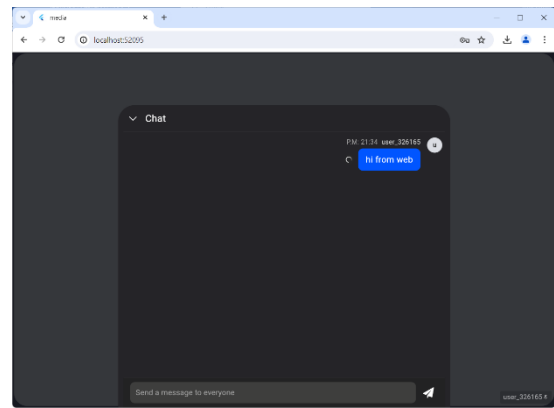 media
localhost:52095
Chat
P.M. 21:34 user_326165
u
hi from web
Send a message to everyone
user_326165